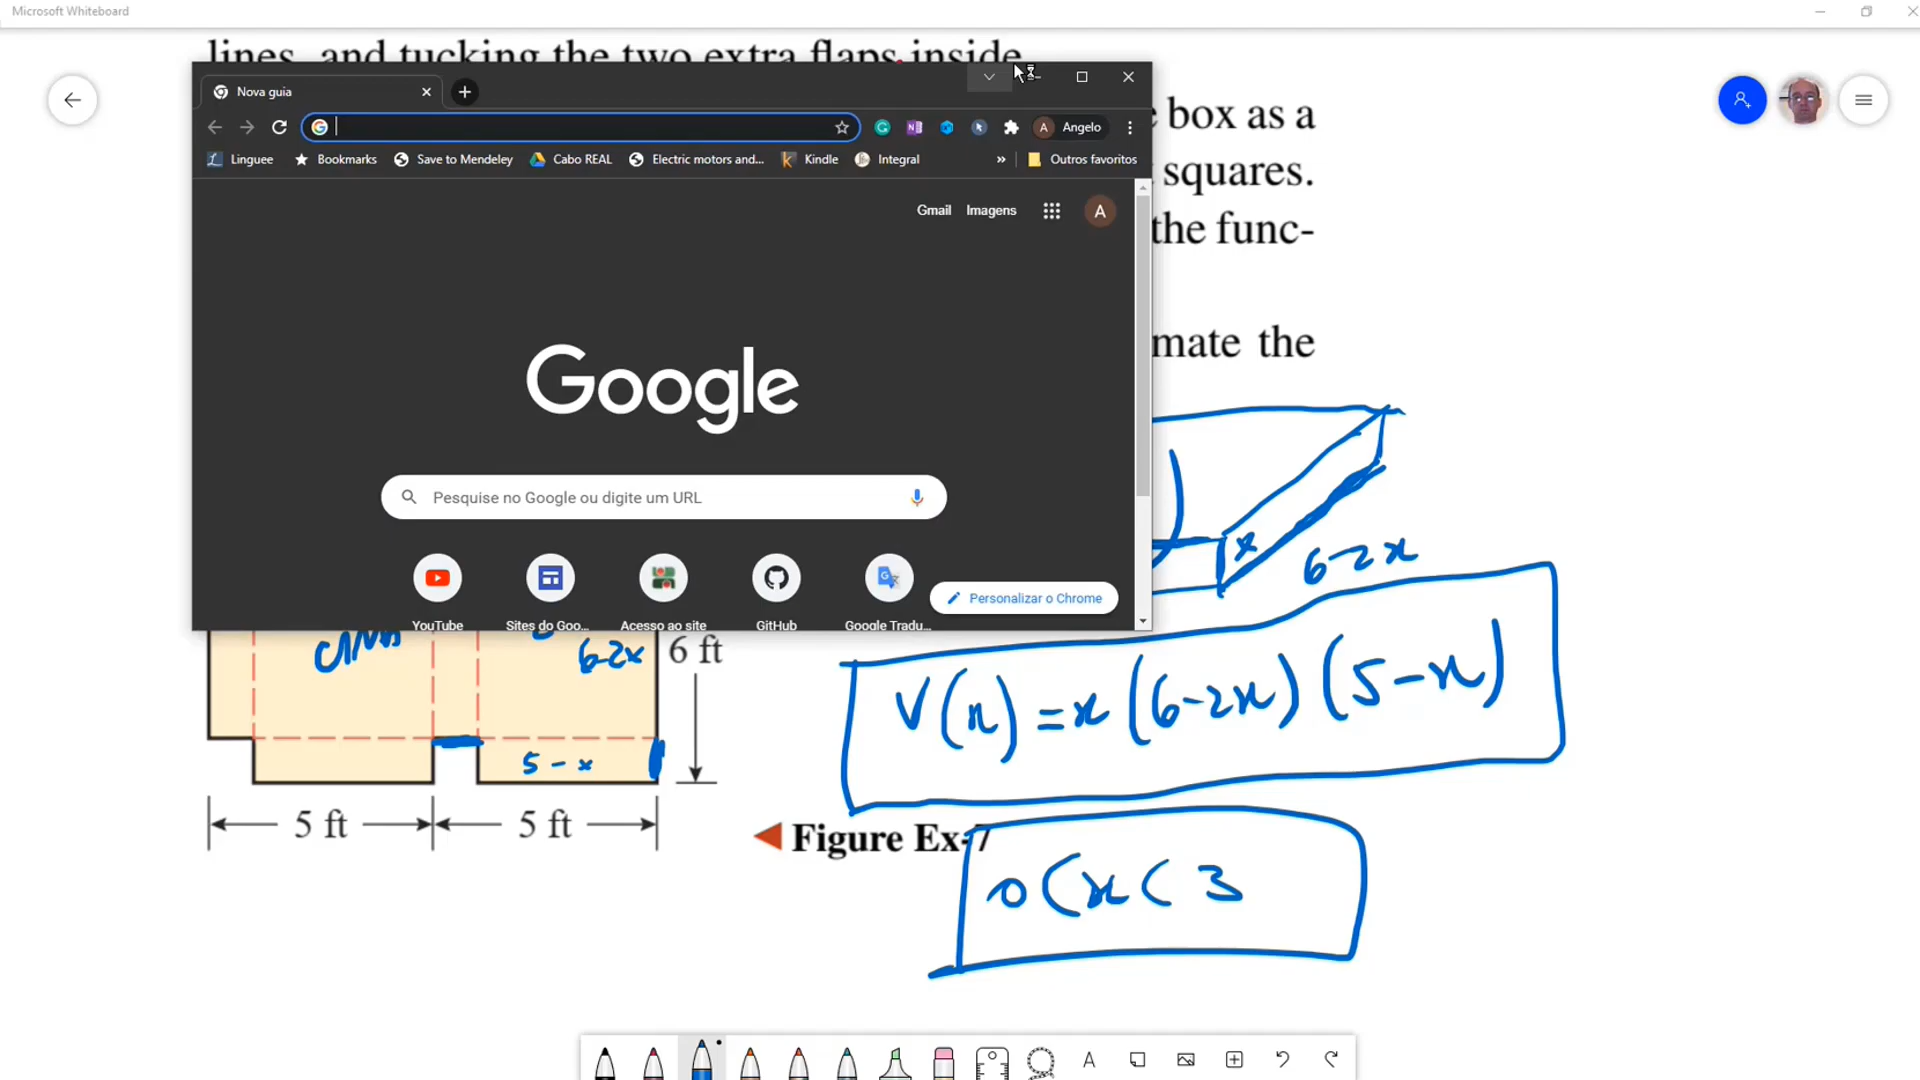 Microsoft Whiteboard
lines, and tucking the two extra flaps inside
Nova guia
box as a
Angelo
Linguee Bookmarks Save to Mendeley Cabo REAL Electric motors and... Kindle Integral » Outros favoritos
squares.
Gmail Imagens
A
the func-
mate the
Google
Pesquise no Google ou digite um URL
x
6-2x
Personalizar o Chrome
YouTube Sites do Goo... Acesso ao site GitHub Google Tradu...
6-2x
6 ft
V(x) = x (6-2x) (5-x)
5-x
5 ft 5 ft
Figure Ex-7
0 < x < 3
A